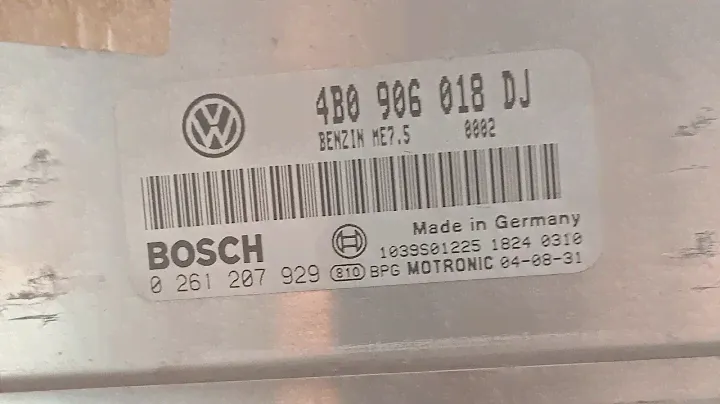 4B0 906 018 DJ
BENZIN ME7.5 0002
Made in Germany
BOSCH
1039S01225 1824 0310
0 261 207 929 810 BPG MOTRONIC 04-08-31